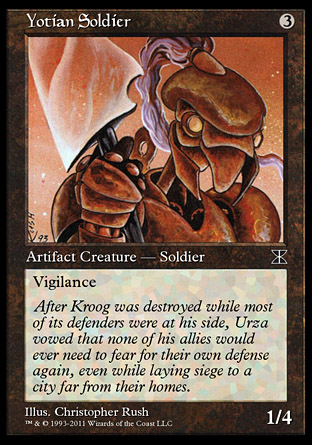 Yotian Soldier 3
RUSH
93
Artifact Creature — Soldier
Vigilance
After Kroog was destroyed while most
of its defenders were at his side, Urza
vowed that none of his allies would
ever need to fear for their own defense
again, even while laying siege to a
city far from their homes.
Illus. Christopher Rush
™ & © 1993-2011 Wizards of the Coast LLC
1/4